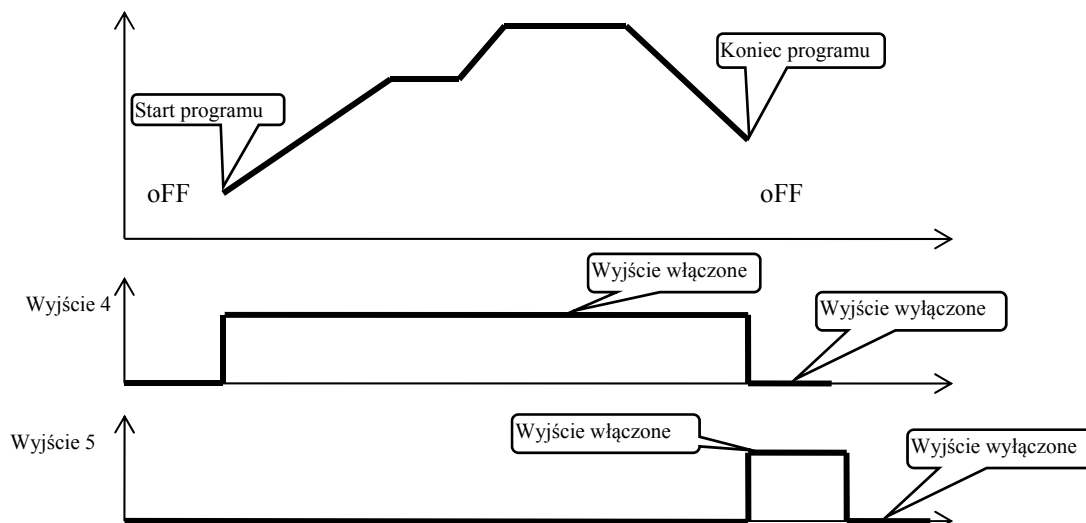 Koniec programu
Start programu
oFF
oFF
Wyjście włączone
Wyjście 4
Wyjście wyłączone
Wyjście 5
Wyjście włączone
Wyjście wyłączone